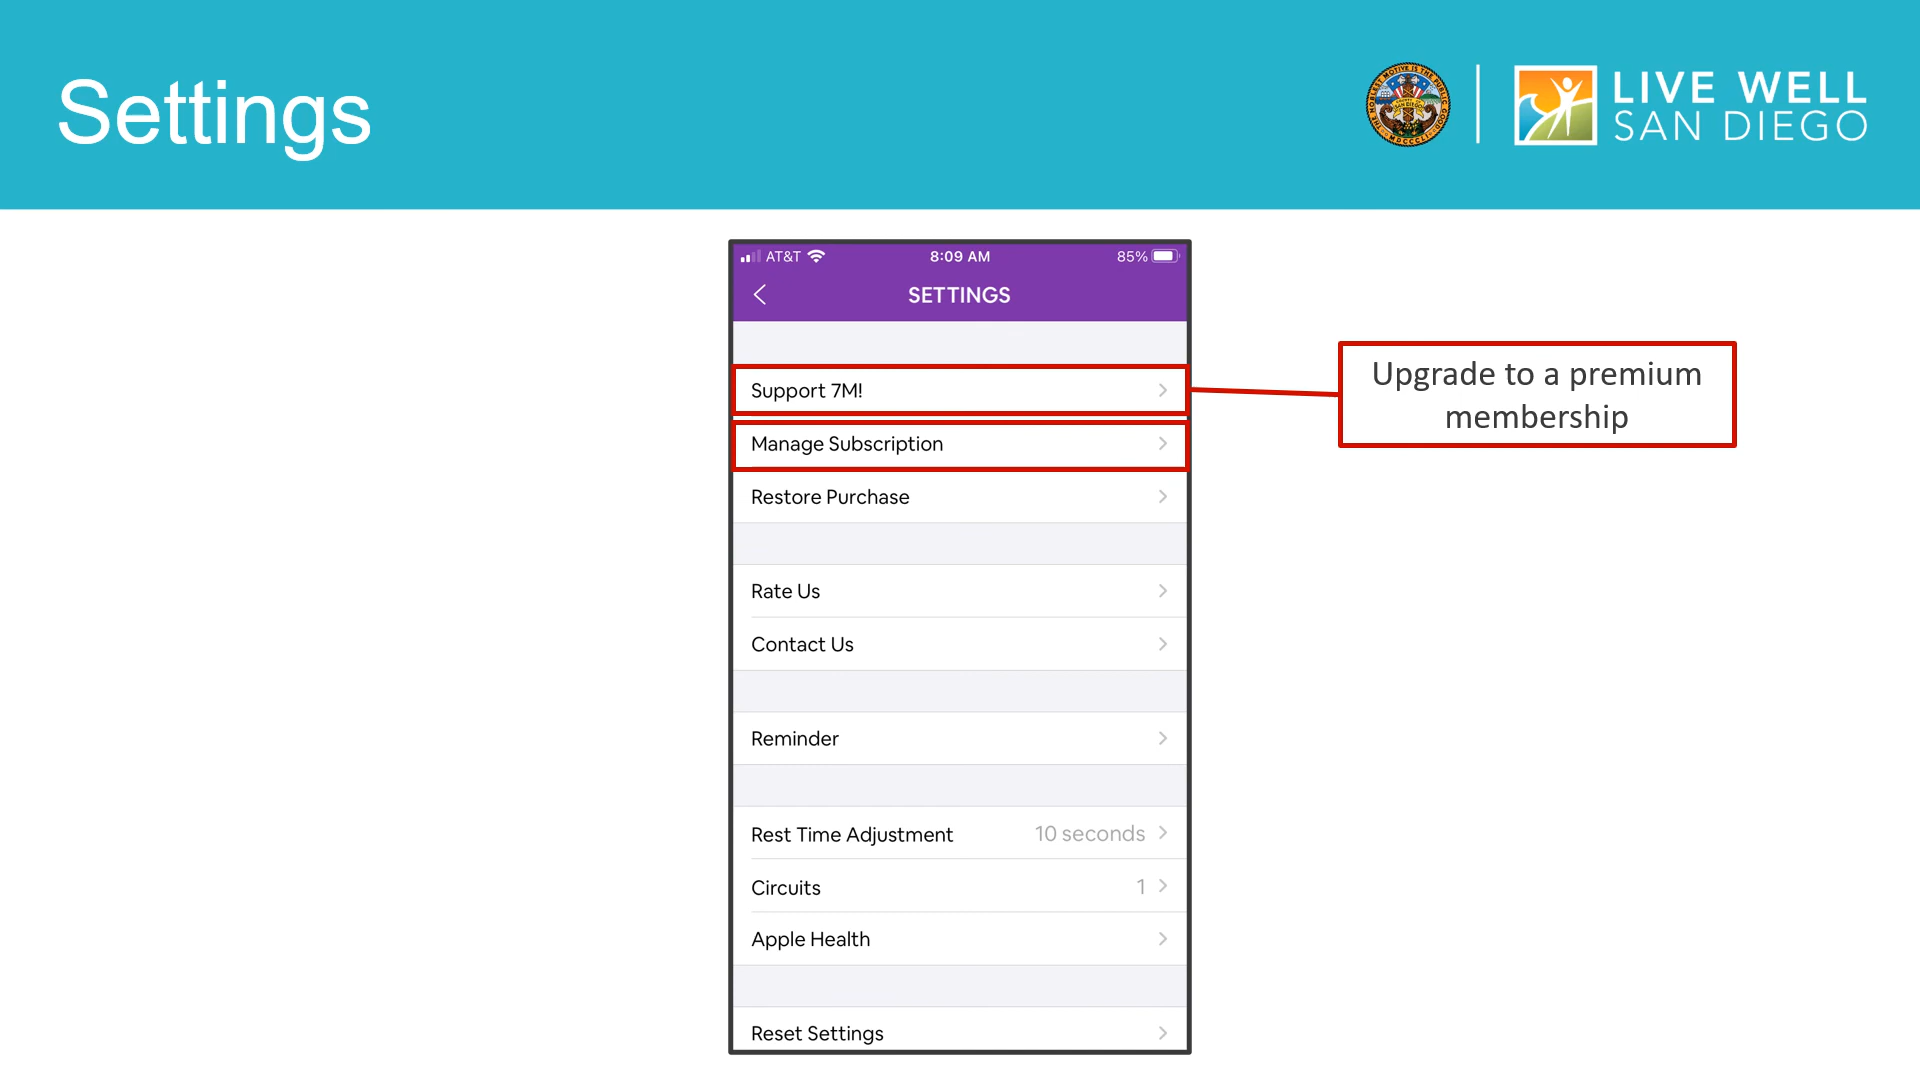 Settings
LIVE WELL
SAN DIEGO
AT&T 8:09 AM 85%
SETTINGS
Support 7M!
Manage Subscription
Restore Purchase
Rate Us
Contact Us
Reminder
Rest Time Adjustment 10 seconds
Circuits 1
Apple Health
Reset Settings
Upgrade to a premium
membership